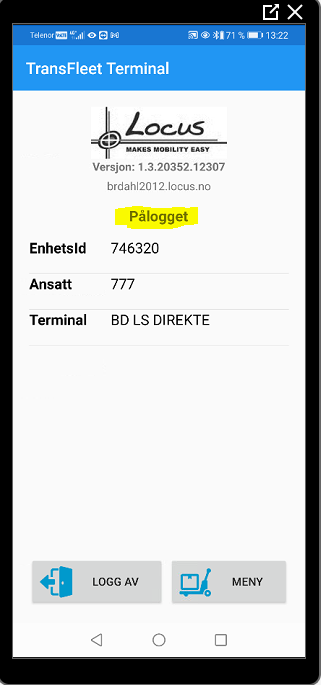 Telenor VoLTE 71 % 13:22
TransFleet Terminal
Locus
MAKES MOBILITY EASY
Versjon: 1.3.20352.12307
brdahl2012.locus.no
Pålogget
EnhetsId 746320
Ansatt 777
Terminal BD LS DIREKTE
LOGG AV MENY